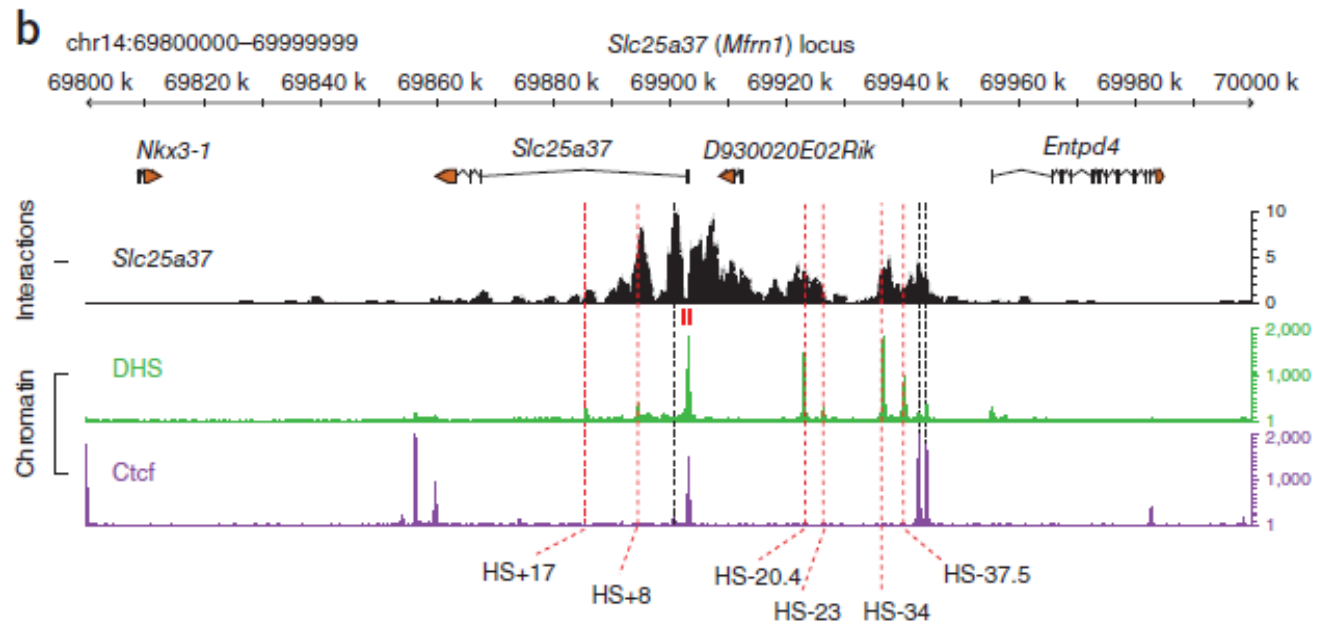 b
chr14:69800000–69999999 Slc25a37 (Mfrn1) locus
69800 k 69820 k 69840 k 69860 k 69880 k 69900 k 69920 k 69940 k 69960 k 69980 k 70000 k
Nkx3-1 Slc25a37 D930020E02Rik Entpd4
Interactions
Slc25a37
10
5
0
Chromatin
DHS
2,000
1,000
1
Ctcf
2,000
1,000
1
HS+17 HS+8 HS-20.4 HS-23 HS-34 HS-37.5